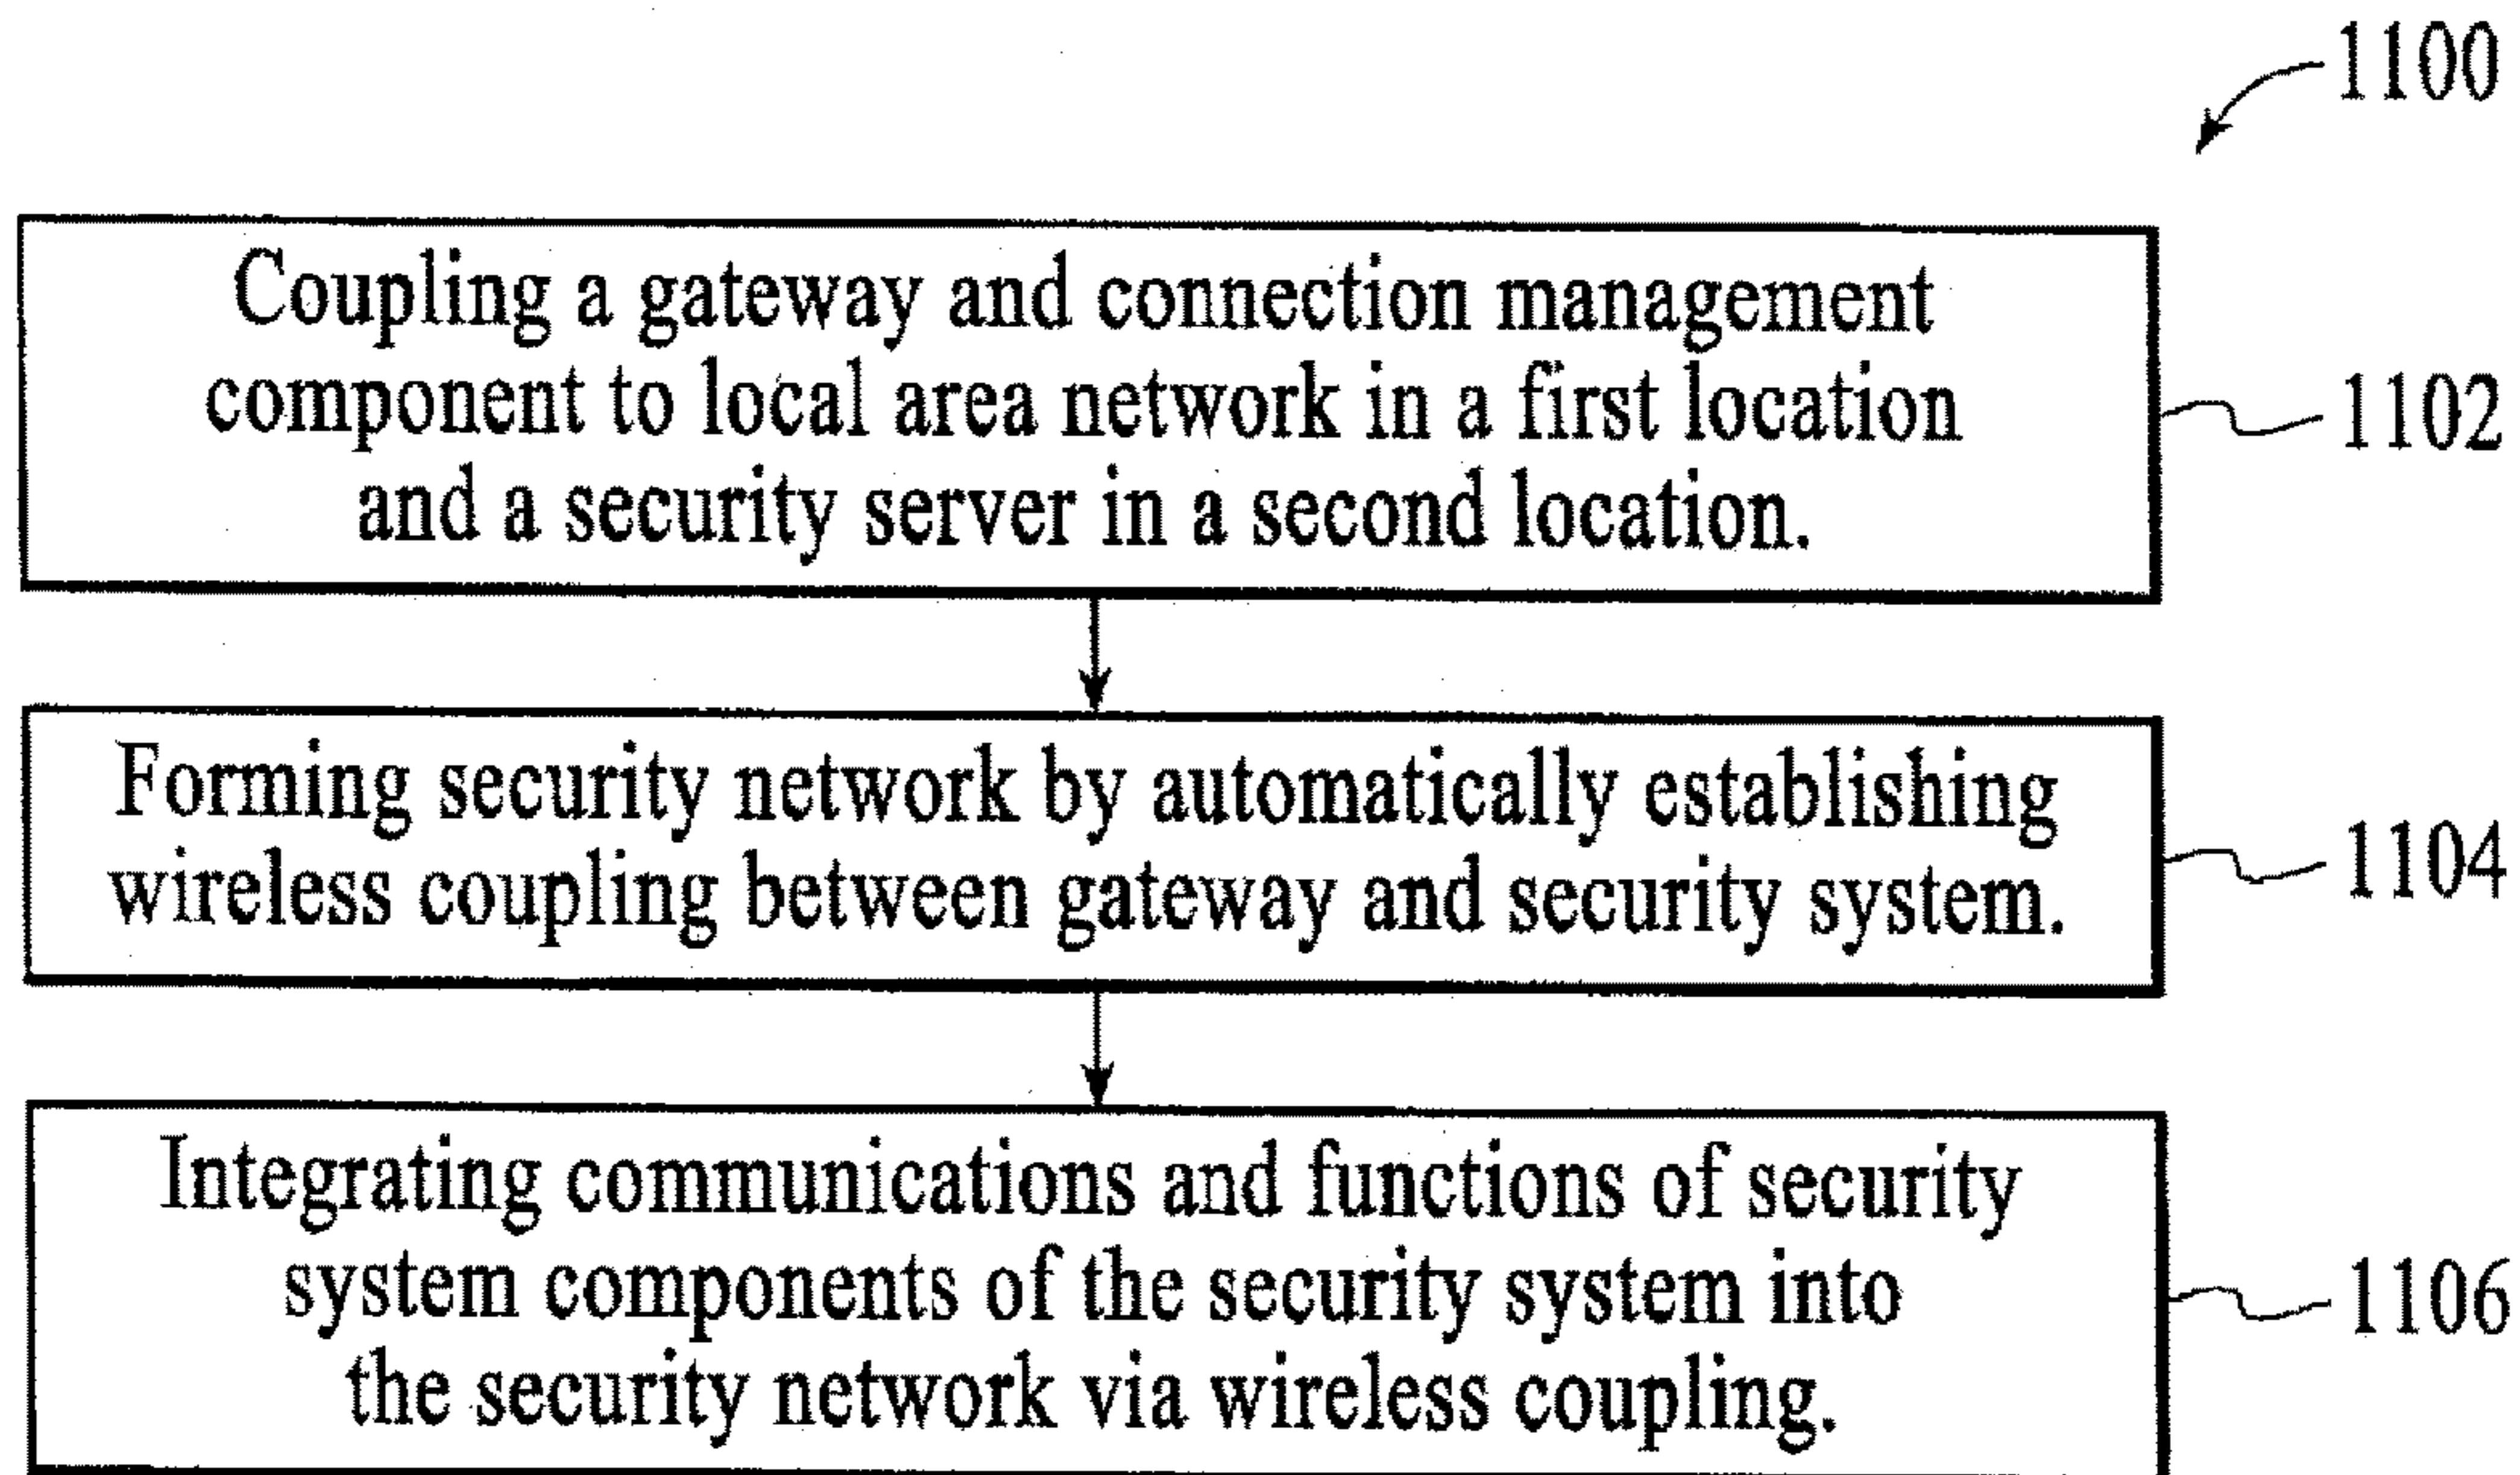 1100
Coupling a gateway and connection management
component to local area network in a first location
and a security server in a second location.
1102
Forming security network by automatically establishing
wireless coupling between gateway and security system.
1104
Integrating communications and functions of security
system components of the security system into
the security network via wireless coupling.
1106